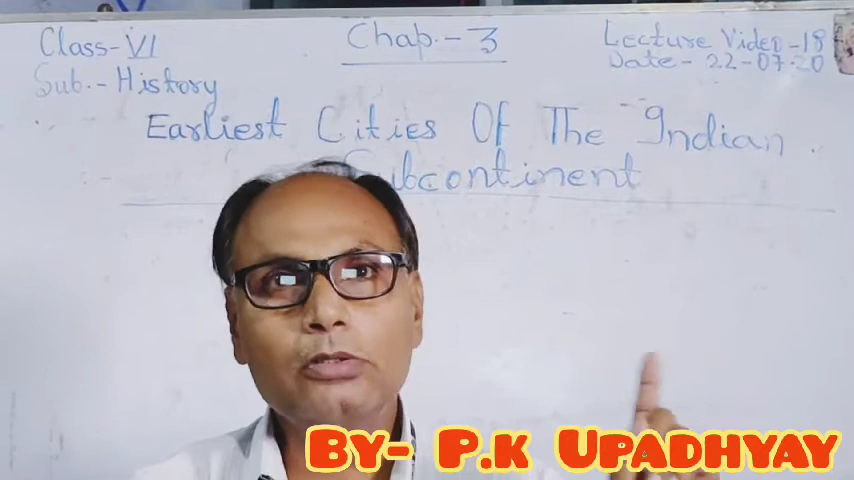 Class-VI Chap.-3 Lecture Video-18
Sub.- History Date- 22-07-20
Earliest Cities Of The Indian
Subcontinent
BY- P.K UPADHYAY